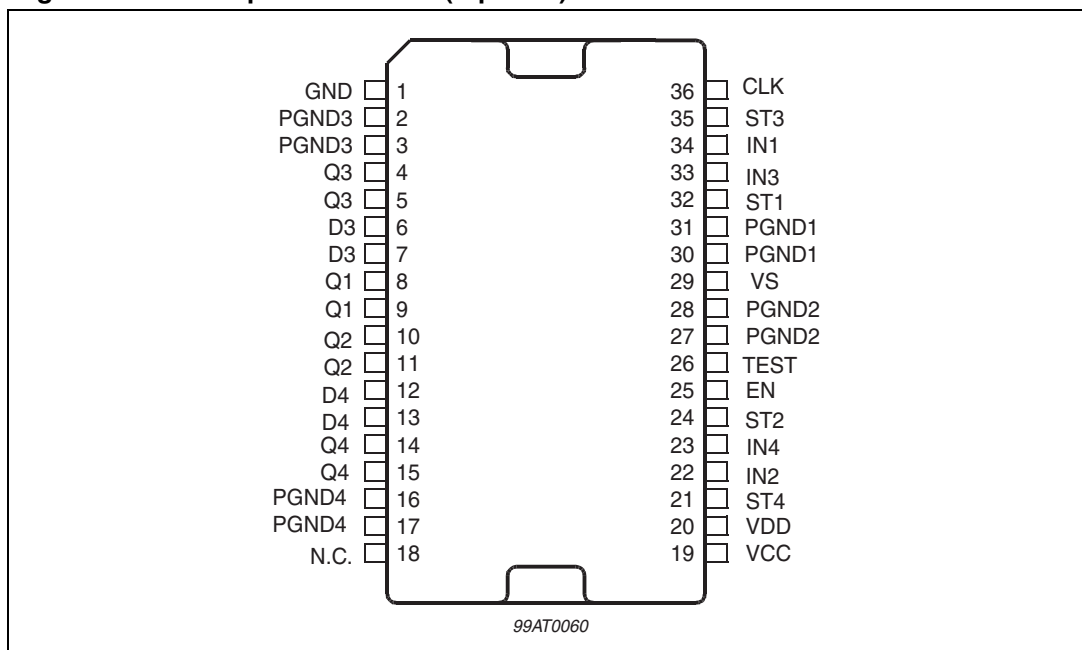 GND 1 36 CLK
PGND3 2 35 ST3
PGND3 3 34 IN1
Q3 4 33 IN3
Q3 5 32 ST1
D3 6 31 PGND1
D3 7 30 PGND1
Q1 8 29 VS
Q1 9 28 PGND2
Q2 10 27 PGND2
Q2 11 26 TEST
D4 12 25 EN
D4 13 24 ST2
Q4 14 23 IN4
Q4 15 22 IN2
PGND4 16 21 ST4
PGND4 17 20 VDD
N.C. 18 19 VCC
99AT0060